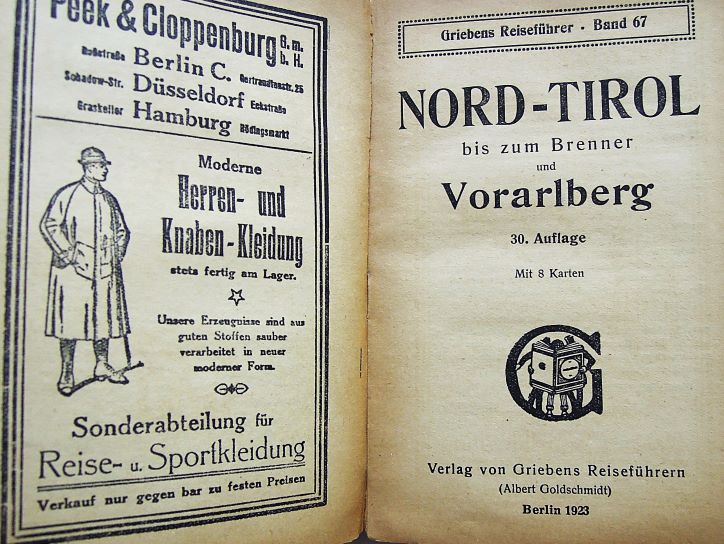 Peek & Cloppenburg G.m.b.H.
Roßstraße Berlin C. Gertraudtenstr. 25
Schadow-Str. Düsseldorf Eckstraße
Graskeller Hamburg Rödingsmarkt
Moderne
Herren- und
Knaben-Kleidung
stets fertig am Lager.
Unsere Erzeugnisse sind aus
guten Stoffen sauber
verarbeitet in neuer
moderner Form.
Sonderabteilung für
Reise- u. Sportkleidung
Verkauf nur gegen bar zu festen Preisen
Griebens Reiseführer · Band 67
NORD-TIROL
bis zum Brenner
und
Vorarlberg
30. Auflage
Mit 8 Karten
G
Verlag von Griebens Reiseführern
(Albert Goldschmidt)
Berlin 1923